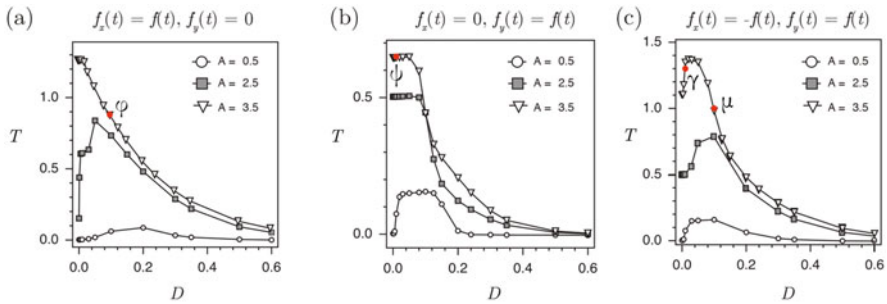 (a) f_x(t) = f(t), f_y(t) = 0
(b) f_x(t) = 0, f_y(t) = f(t)
(c) f_x(t) = -f(t), f_y(t) = f(t)
A = 0.5
A = 2.5
A = 3.5
φ
T
1.0
0.5
0.0
0.0 0.2 0.4 0.6
D
A = 0.5
A = 2.5
A = 3.5
ψ
T
0.5
0.0
0.0 0.2 0.4 0.6
D
A = 0.5
A = 2.5
A = 3.5
γ
μ
T
1.5
1.0
0.5
0.0
0.0 0.2 0.4 0.6
D